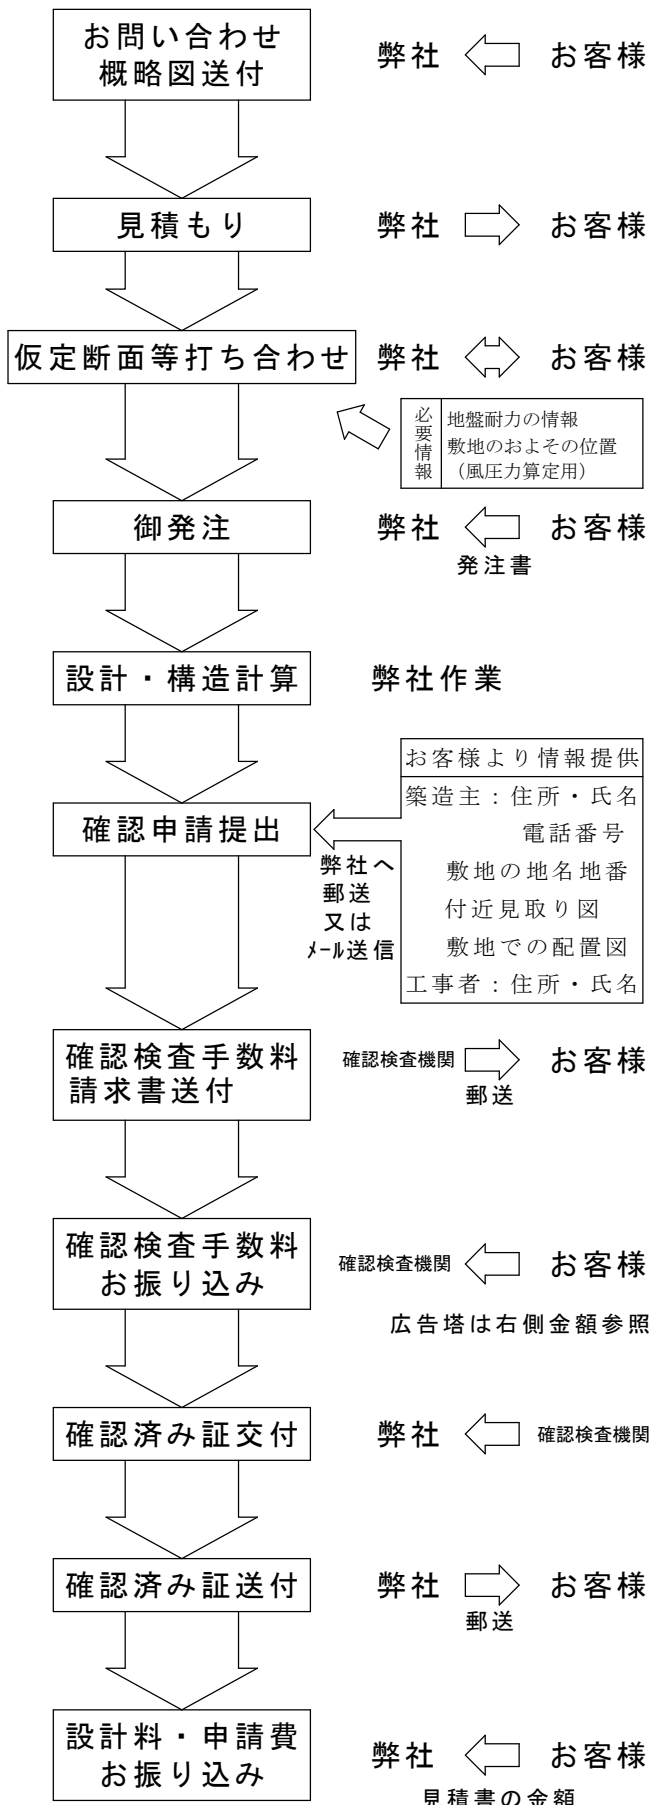 お問い合わせ
概略図送付
弊社 お客様
見積もり
弊社 お客様
仮定断面等打ち合わせ
弊社 お客様
必要情報
地盤耐力の情報
敷地のおよその位置
（風圧力算定用）
御発注
弊社 お客様
発注書
設計・構造計算
弊社作業
お客様より情報提供
築造主：住所・氏名
電話番号
敷地の地名地番
付近見取り図
敷地での配置図
工事者：住所・氏名
確認申請提出
弊社へ
郵送
又は
ﾒｰﾙ送信
確認検査手数料
請求書送付
確認検査機関 お客様
郵送
確認検査手数料
お振り込み
確認検査機関 お客様
広告塔は右側金額参照
確認済み証交付
弊社 確認検査機関
確認済み証送付
弊社 お客様
郵送
設計料・申請費
お振り込み
弊社 お客様
見積書の金額